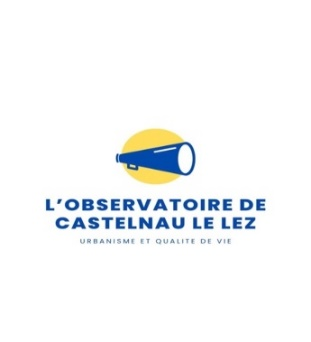 L'OBSERVATOIRE DE
CASTELNAU LE LEZ
URBANISME ET QUALITE DE VIE